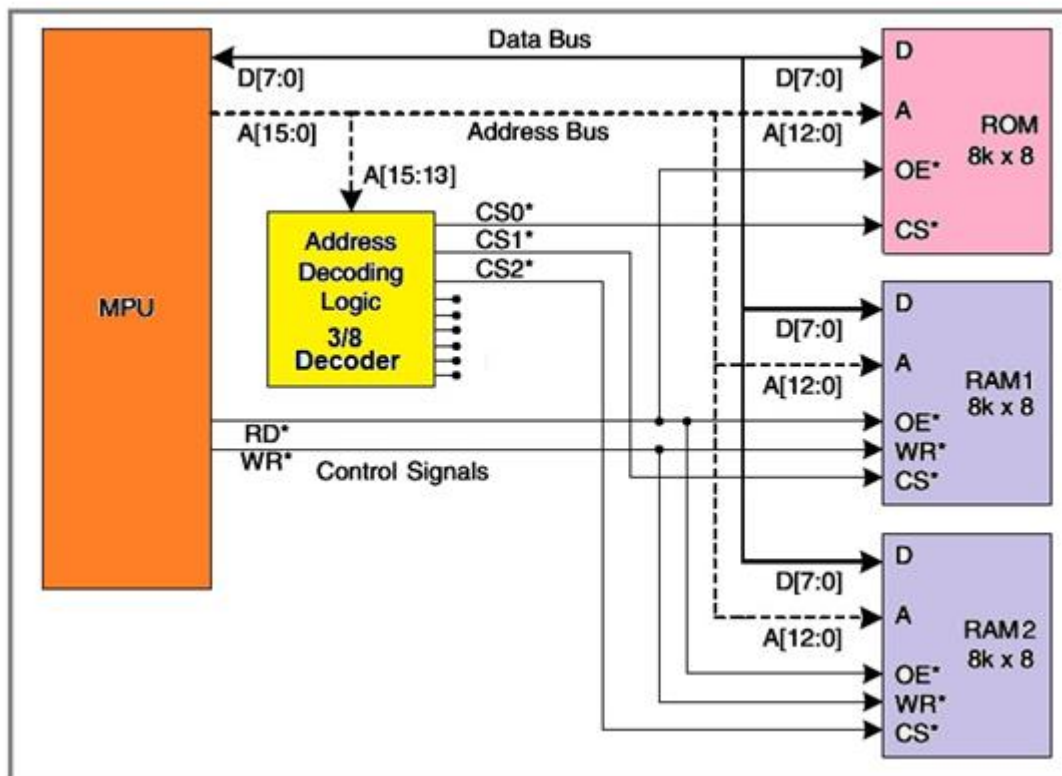 Data Bus
D[7:0]
D[7:0]
D
A[15:0]
Address Bus
A[12:0]
A
ROM
8k x 8
A[15:13]
OE*
CS*
CS0*
CS1*
CS2*
Address
Decoding
Logic
3/8
Decoder
MPU
D[7:0]
D
A[12:0]
A
RAM1
8k x 8
OE*
WR*
CS*
RD*
WR*
Control Signals
D[7:0]
D
A[12:0]
A
RAM2
8k x 8
OE*
WR*
CS*